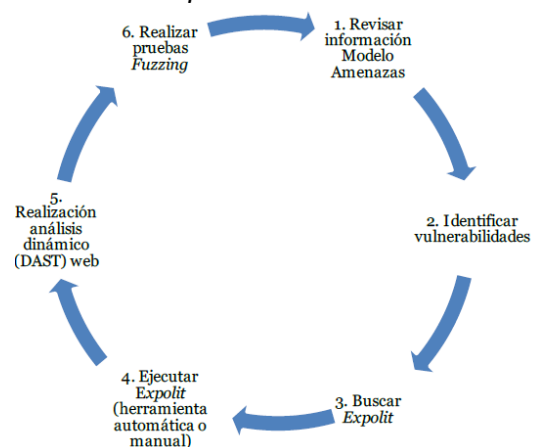 1. Revisar
información
Modelo
Amenazas
2. Identificar
vulnerabilidades
3. Buscar
Expolit
4. Ejecutar
Expolit
(herramienta
automática o
manual)
5.
Realización
análisis
dinámico
(DAST) web
6. Realizar
pruebas
Fuzzing